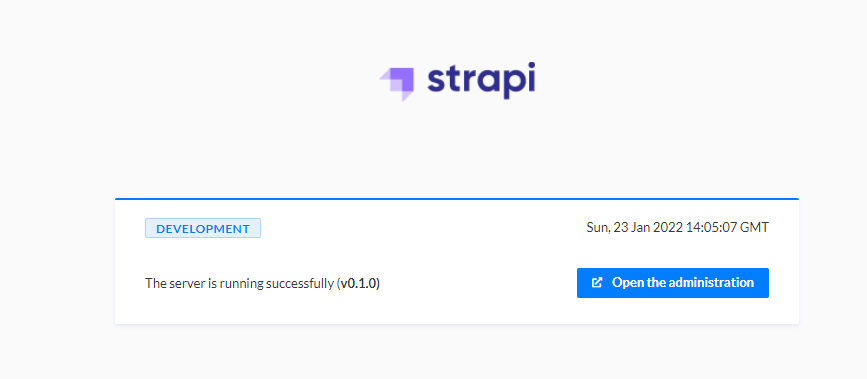 strapi
DEVELOPMENT
Sun, 23 Jan 2022 14:05:07 GMT
The server is running successfully (v0.1.0)
Open the administration